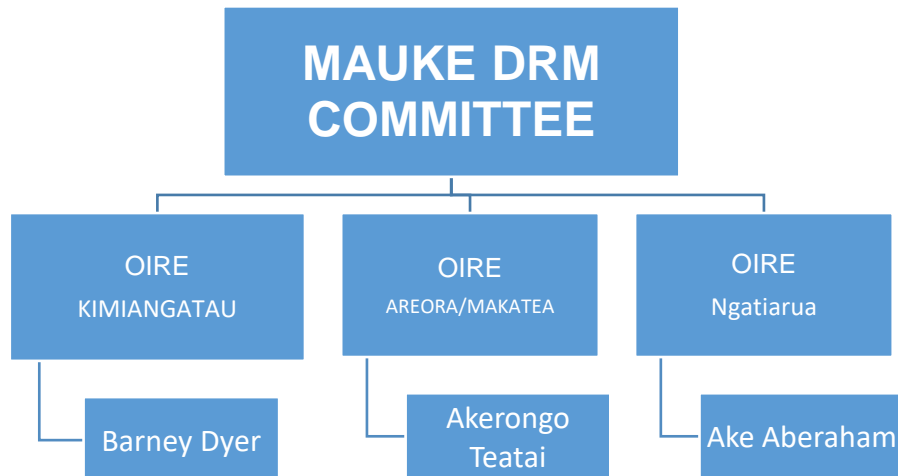 MAUKE DRM
COMMITTEE
OIRE
KIMIANGATAU
OIRE
AREORA/MAKATEA
OIRE
Ngatiarua
Barney Dyer
Akerongo
Teatai
Ake Aberaham